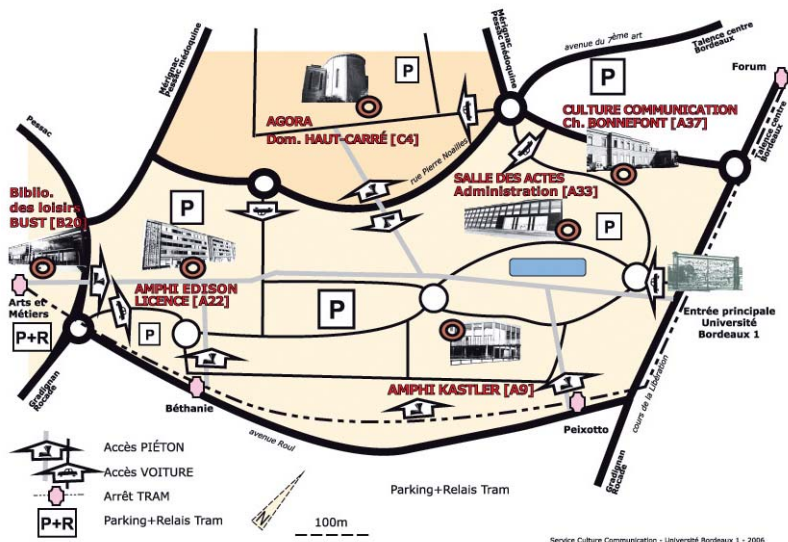 Mérignac
Pessac médoquine
Mérignac
Pessac médoquine
avenue du 7ème art
Talence centre
Bordeaux
Forum
P
P
AGORA
Dom. HAUT-CARRÉ [C4]
CULTURE COMMUNICATION
Ch. BONNEFONT [A37]
Talence centre
Bordeaux
Pessac
rue Pierre Noailles
SALLE DES ACTES
Administration [A33]
Biblio.
des loisirs
BUST [B20]
P
P
AMPHI EDISON
LICENCE [A22]
Arts et
Métiers
P+R
P
P
Entrée principale
Université
Bordeaux 1
Gradignan
Rocade
AMPHI KASTLER [A9]
Béthanie
Peixotto
cours de la Libération
avenue Roul
Gradignan
Rocade
Accès PIÉTON
Accès VOITURE
Arrêt TRAM
P+R
Parking+Relais Tram
N
100m
Parking+Relais Tram
Service Culture Communication - Université Bordeaux 1 - 2006